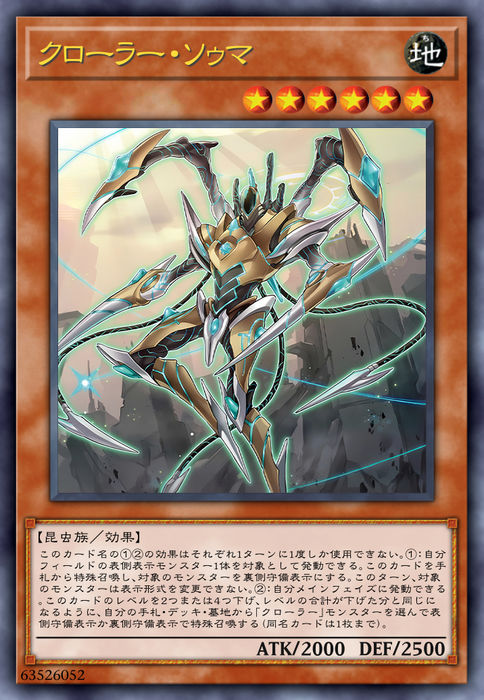 クローラー・ソゥマ
地
【昆虫族／効果】
このカード名の①②の効果はそれぞれ1ターンに1度しか使用できない。①：自分
フィールドの表側表示モンスター1体を対象として発動できる。このカードを手
札から特殊召喚し、対象のモンスターを裏側守備表示にする。このターン、対象
のモンスターは表示形式を変更できない。②：自分メインフェイズに発動できる
。このカードのレベルを2つまたは4つ下げ、レベルの合計が下げた分と同じに
なるように、自分の手札・デッキ・墓地から「クローラー」モンスターを選んで表
側守備表示か裏側守備表示で特殊召喚する（同名カードは1枚まで）。
ATK/2000 DEF/2500
63526052